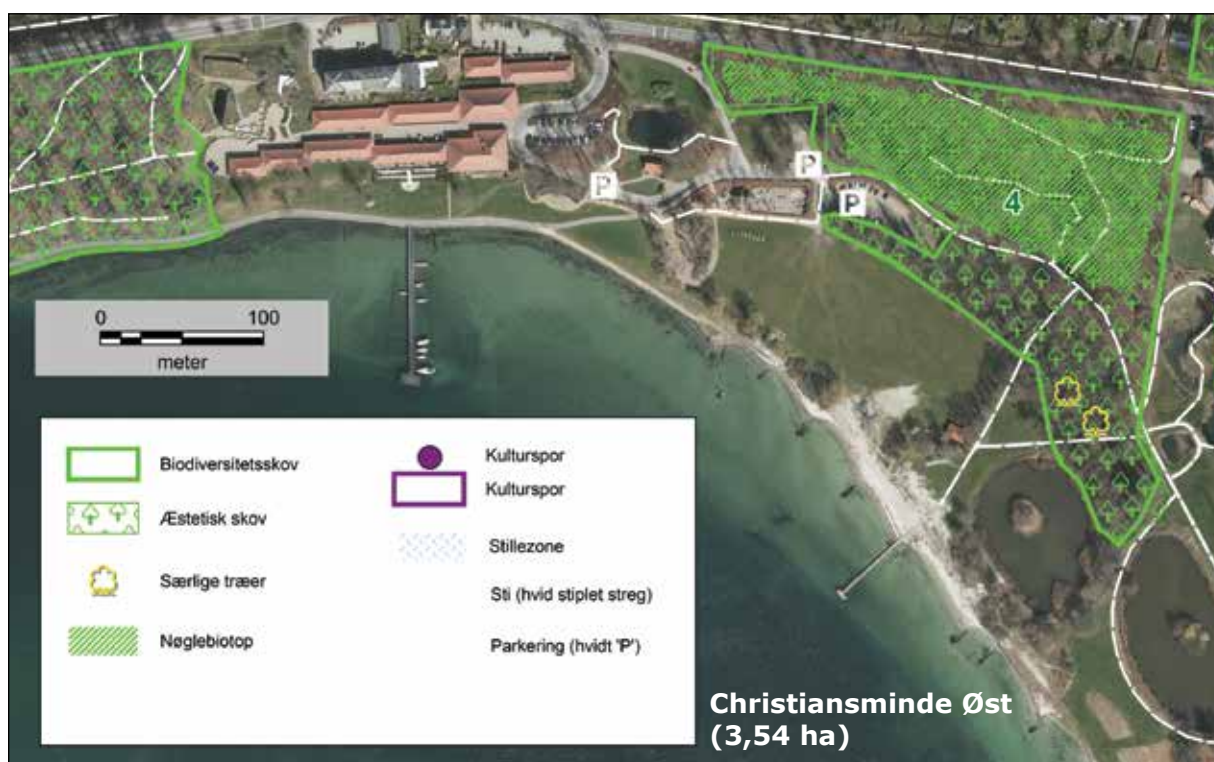 P
P
P
4
0 100
meter
Biodiversitetsskov
Æstetisk skov
Særlige træer
Nøglebiotop
Kulturspor
Kulturspor
Stillezone
Sti (hvid stiplet streg)
Parkering (hvidt 'P')
Christiansminde Øst
(3,54 ha)